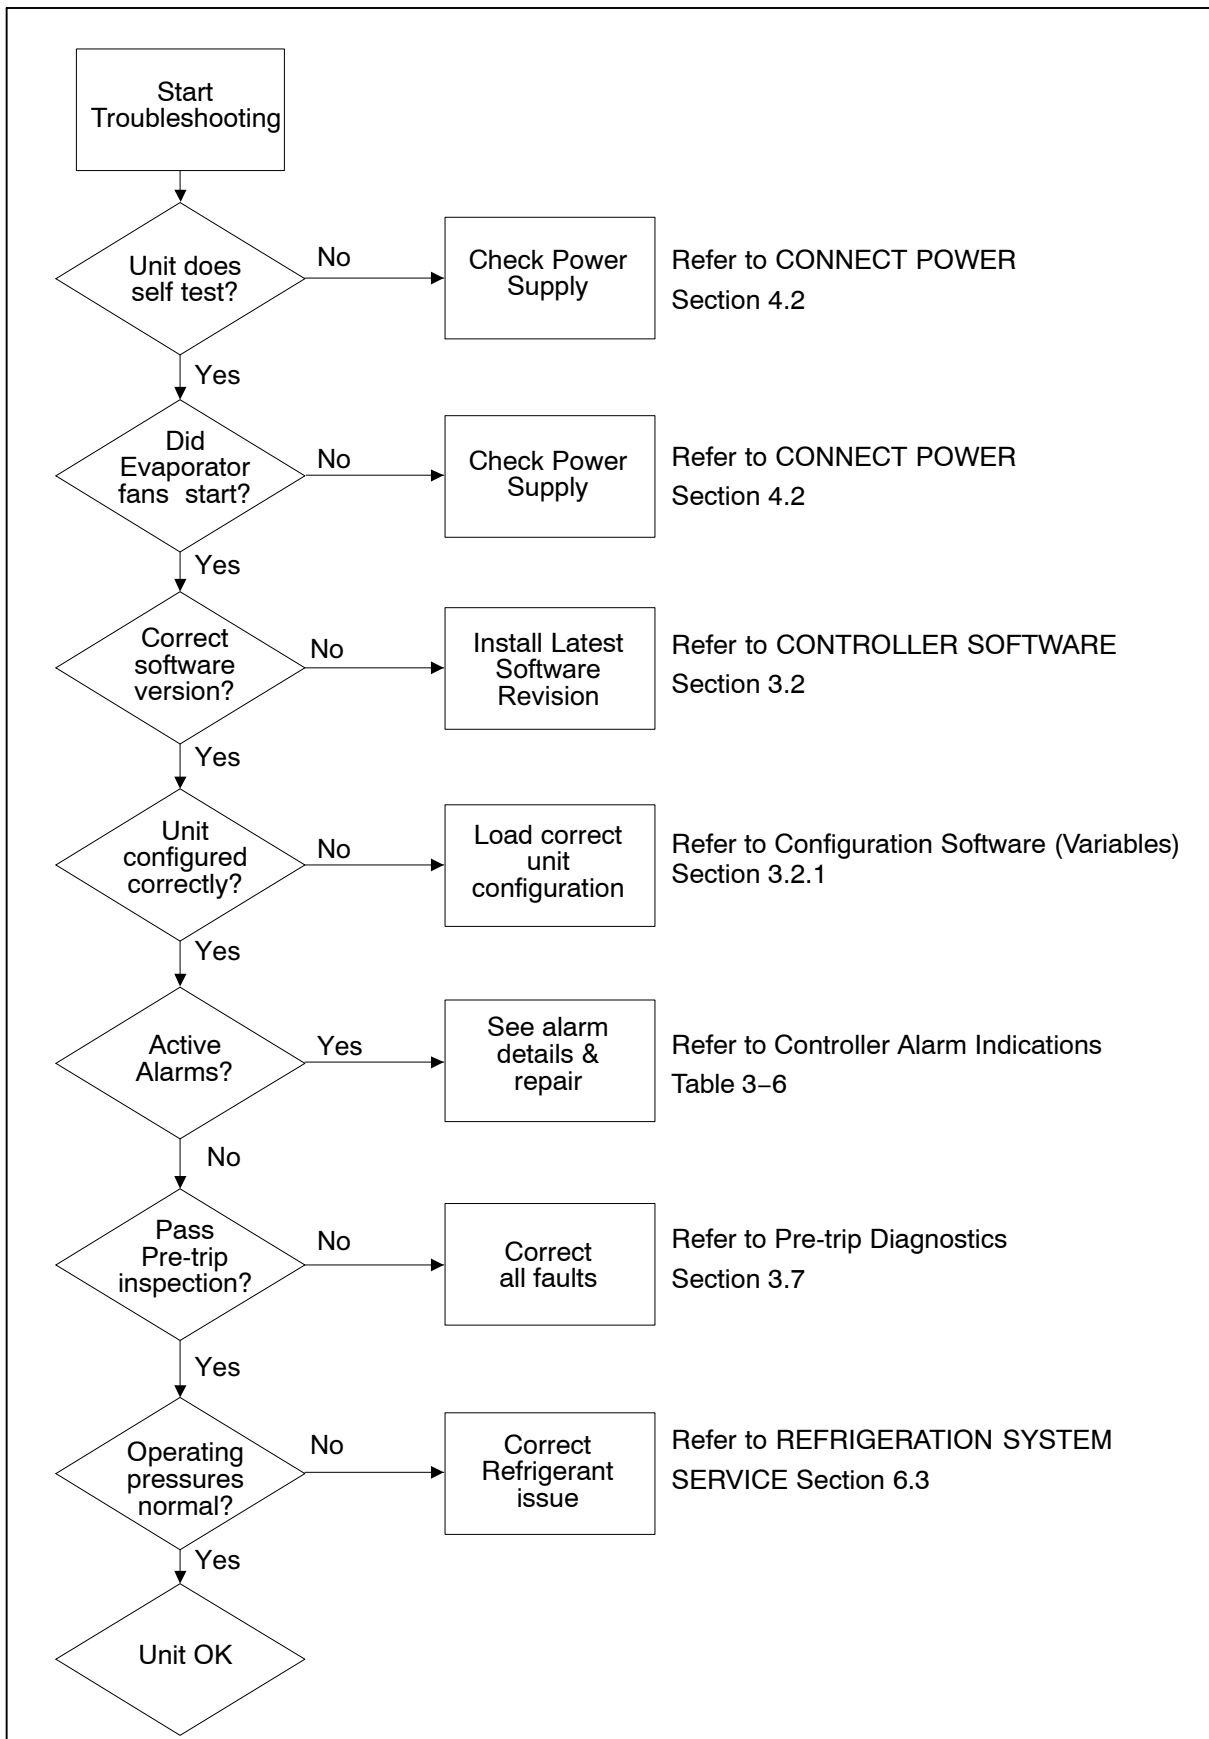 Start
Troubleshooting
Unit does
self test?
No
Check Power
Supply
Refer to CONNECT POWER
Section 4.2
Yes
Did
Evaporator
fans start?
No
Check Power
Supply
Refer to CONNECT POWER
Section 4.2
Yes
Correct
software
version?
No
Install Latest
Software
Revision
Refer to CONTROLLER SOFTWARE
Section 3.2
Yes
Unit
configured
correctly?
No
Load correct
unit
configuration
Refer to Configuration Software (Variables)
Section 3.2.1
Yes
Active
Alarms?
Yes
See alarm
details &
repair
Refer to Controller Alarm Indications
Table 3–6
No
Pass
Pre-trip
inspection?
No
Correct
all faults
Refer to Pre-trip Diagnostics
Section 3.7
Yes
Operating
pressures
normal?
No
Correct
Refrigerant
issue
Refer to REFRIGERATION SYSTEM
SERVICE Section 6.3
Yes
Unit OK